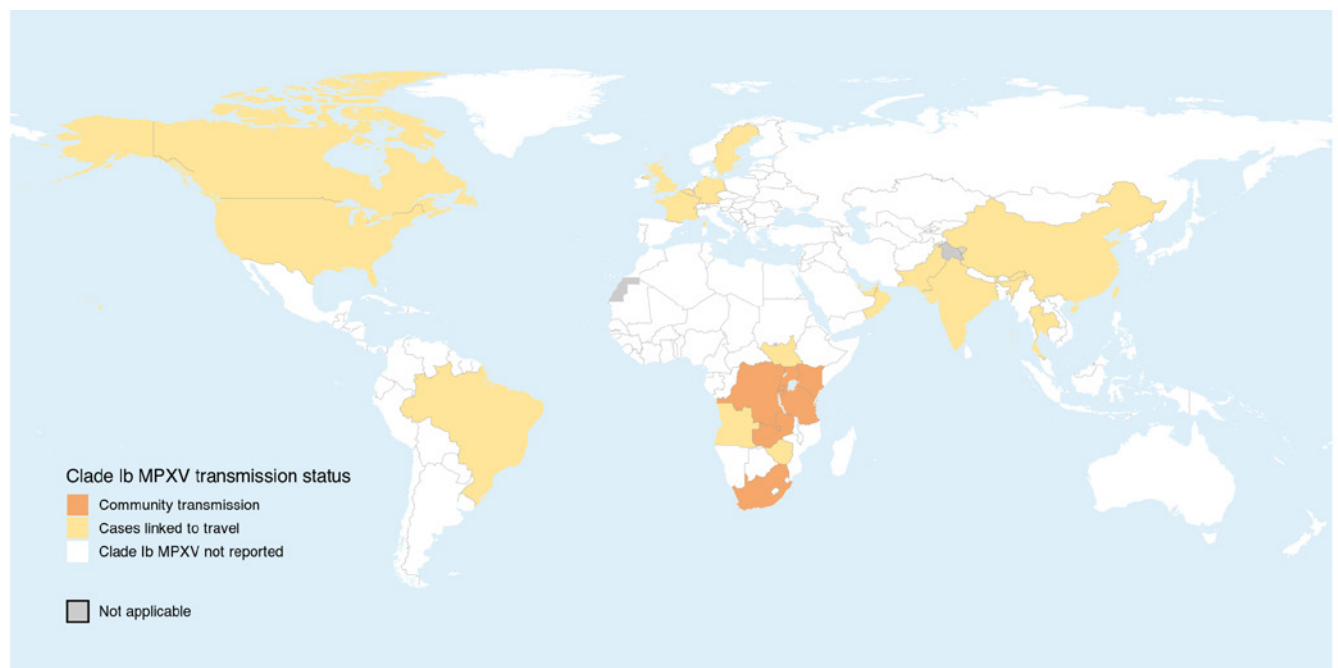 Clade Ib MPXV transmission status
Community transmission
Cases linked to travel
Clade Ib MPXV not reported
Not applicable